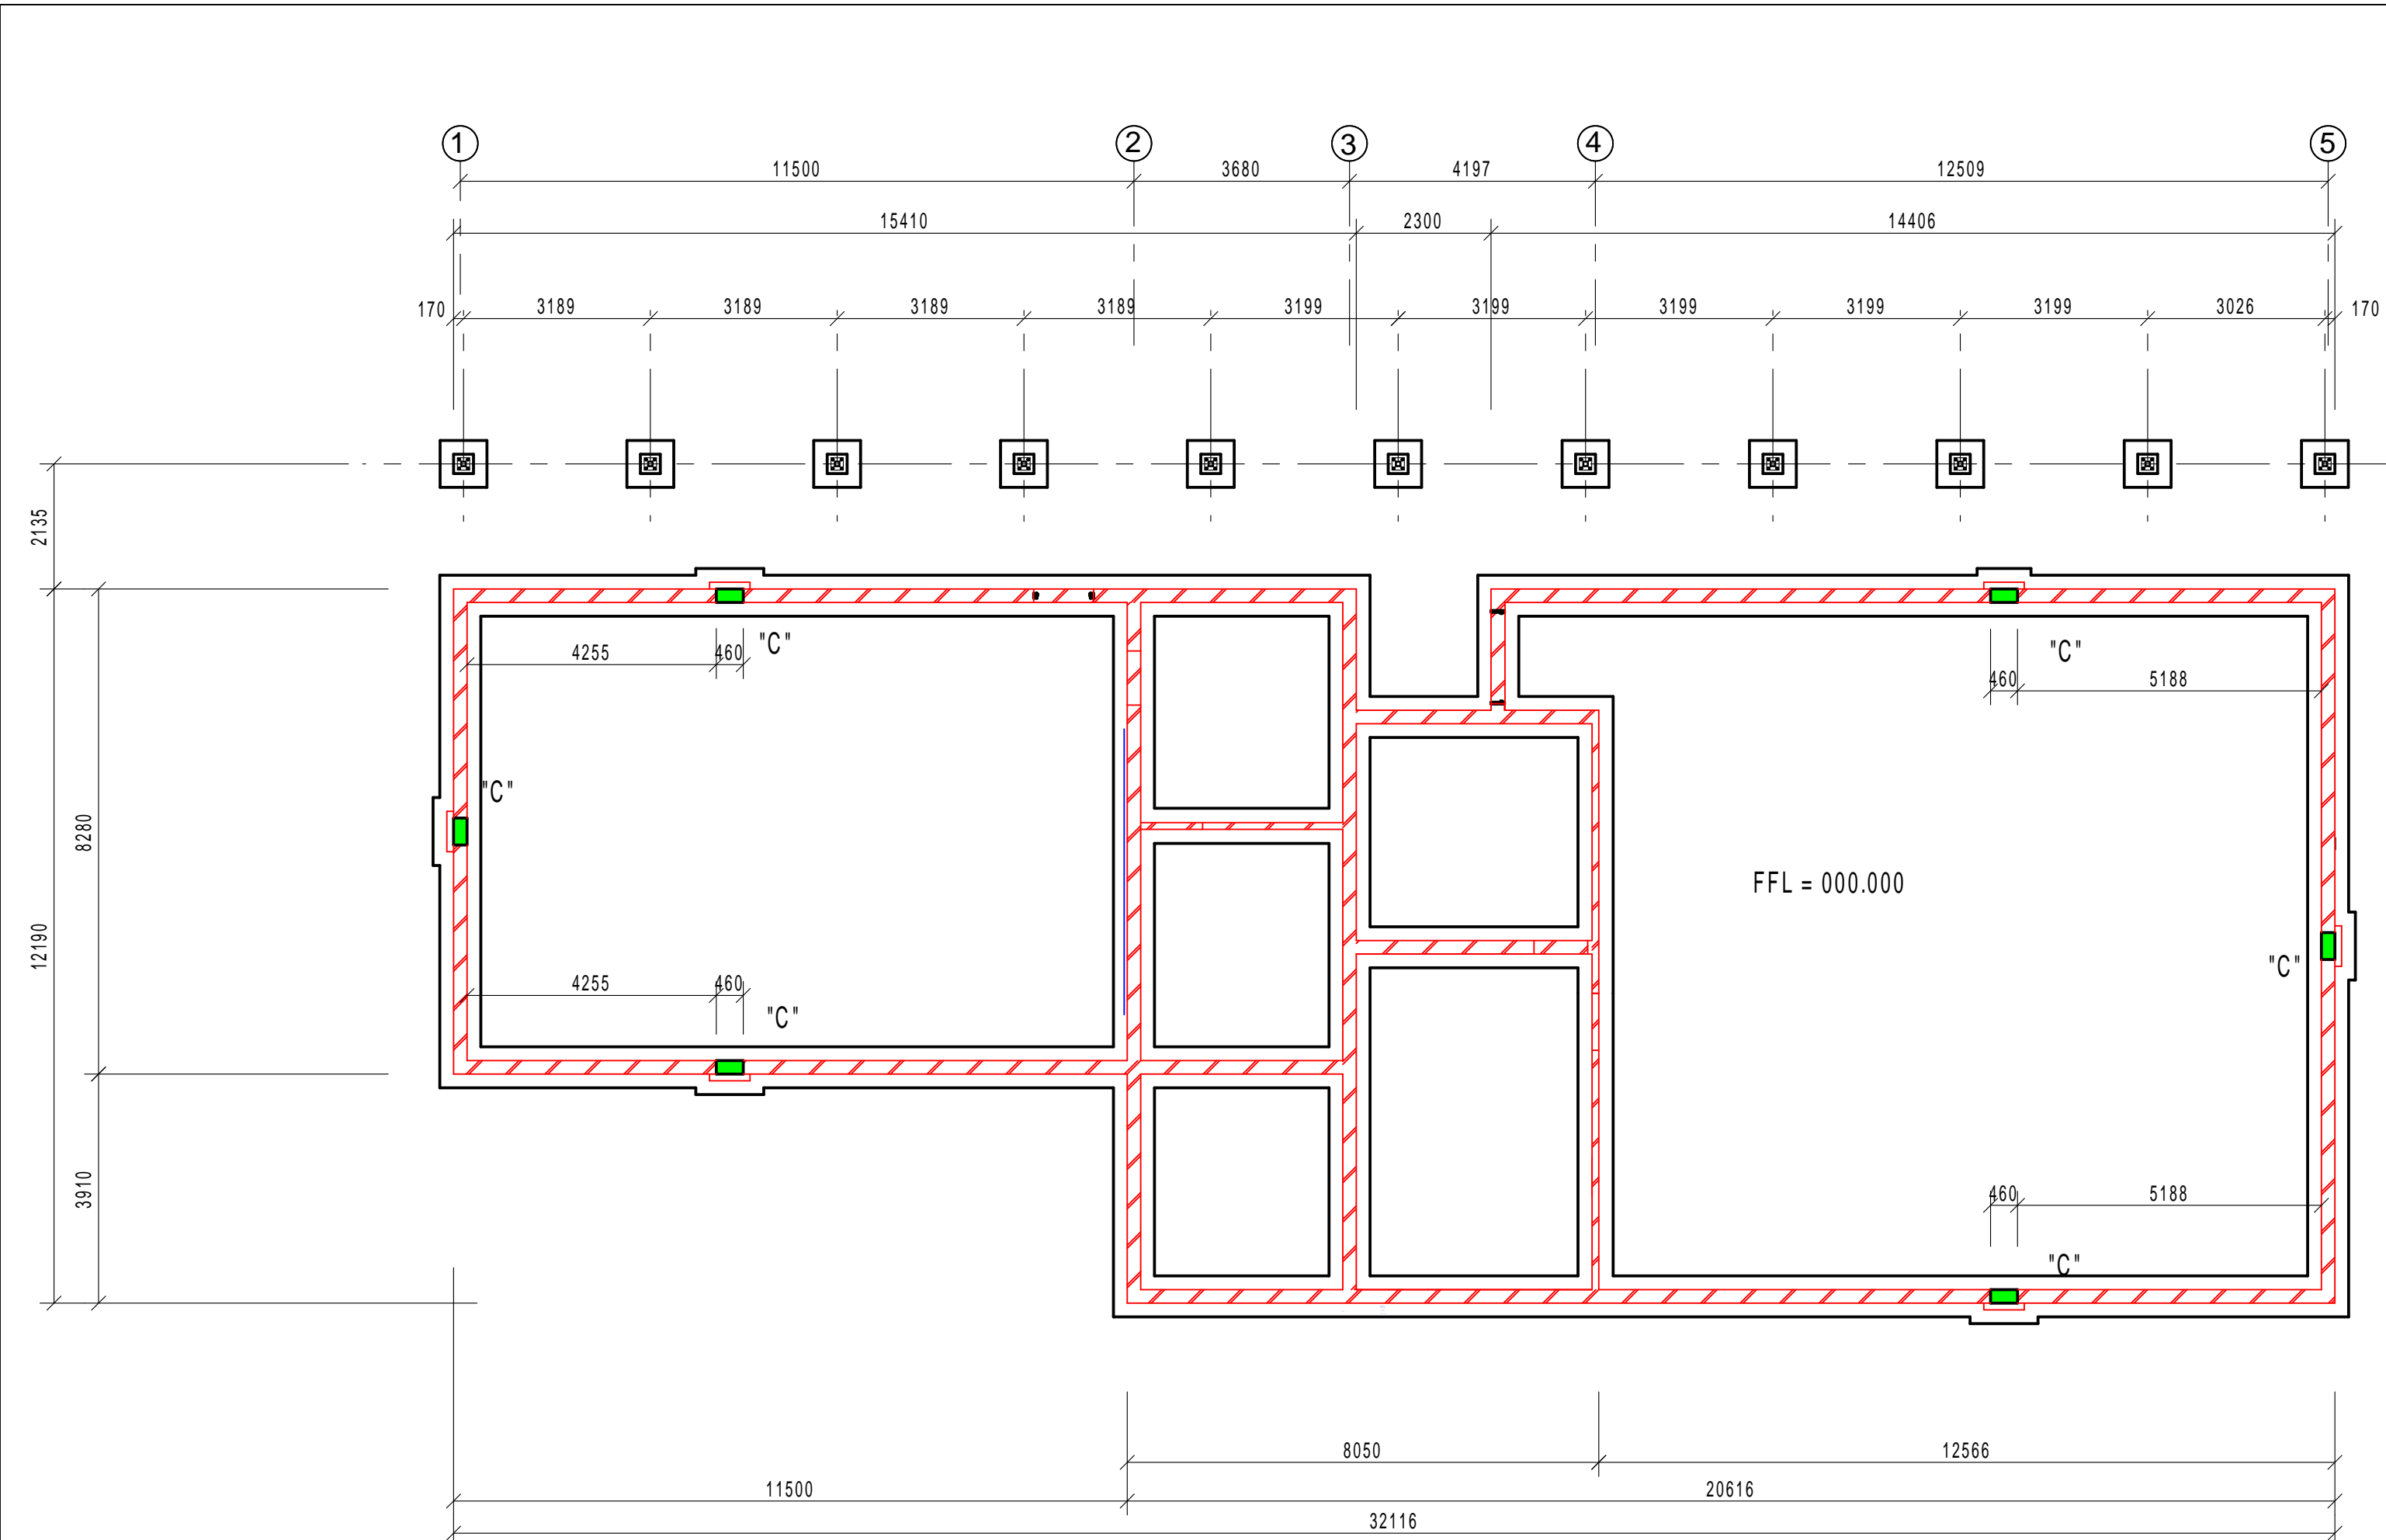 1 2 3 4 5
11500 3680 4197 12509
15410 2300 14406
170 3189 3189 3189 3189 3199 3199 3199 3199 3199 3026 170
2135
"C" "C"
4255 460
460 5188
"C"
8280
FFL = 000.000
12190
"C"
4255 460
"C"
3910
460 5188
"C"
8050 12566
11500 20616
32116